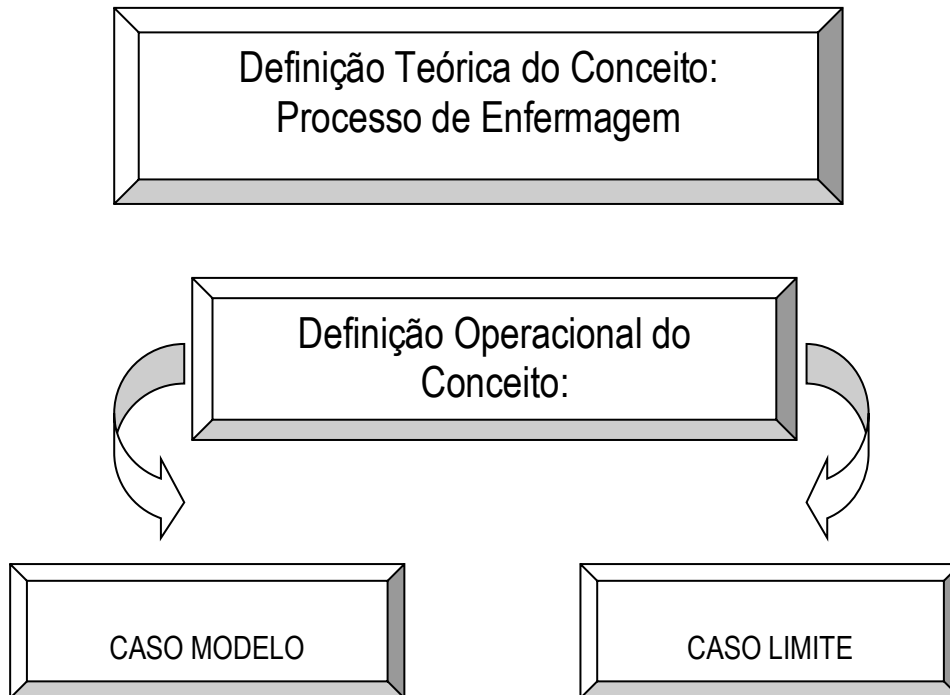 Definição Teórica do Conceito:
Processo de Enfermagem
Definição Operacional do
Conceito:
CASO MODELO
CASO LIMITE